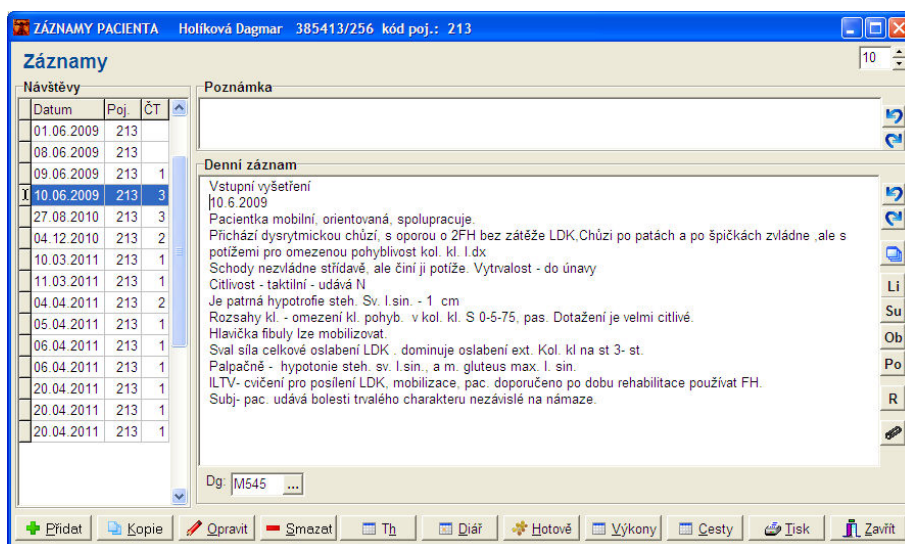 ZÁZNAMY PACIENTA Holíková Dagmar 385413/256 kód poj.: 213
Záznamy
10
Návštěvy
Datum Poj. ČT
01.06.2009 213
08.06.2009 213
09.06.2009 213 1
10.06.2009 213 3
27.08.2010 213 3
04.12.2010 213 2
10.03.2011 213 1
11.03.2011 213 1
04.04.2011 213 2
05.04.2011 213 1
06.04.2011 213 1
06.04.2011 213 1
20.04.2011 213 1
20.04.2011 213 1
20.04.2011 213 1
Poznámka
Denní záznam
Vstupní vyšetření
10.6.2009
Pacientka mobilní, orientovaná, spolupracuje.
Přichází dysrytmickou chůzí, s oporou o 2FH bez zátěže LDK,Chůzi po patách a po špičkách zvládne ,ale s
potížemi pro omezenou pohyblivost kol. kl. l.dx
Schody nezvládne střídavě, ale činí ji potíže. Vytrvalost - do únavy
Citlivost - taktilní - udává N
Je patrná hypotrofie steh. Sv. l.sin. - 1 cm
Rozsahy kl. - omezení kl. pohyb. v kol. kl. S 0-5-75, pas. Dotažení je velmi citlivé.
Hlavička fibuly lze mobilizovat.
Sval síla celkové oslabení LDK . dominuje oslabení ext. Kol. kl na st 3- st.
Palpačně - hypotonie steh. sv. l.sin., a m. gluteus max. l. sin.
ILTV- cvičení pro posílení LDK, mobilizace, pac. doporučeno po dobu rehabilitace používat FH.
Subj- pac. udává bolesti trvalého charakteru nezávislé na námaze.
Li
Su
Ob
Po
R
Dg: M545 ...
Přidat Kopie Opravit Smazat Th Diář Hotově Výkony Cesty Tisk Zavřít